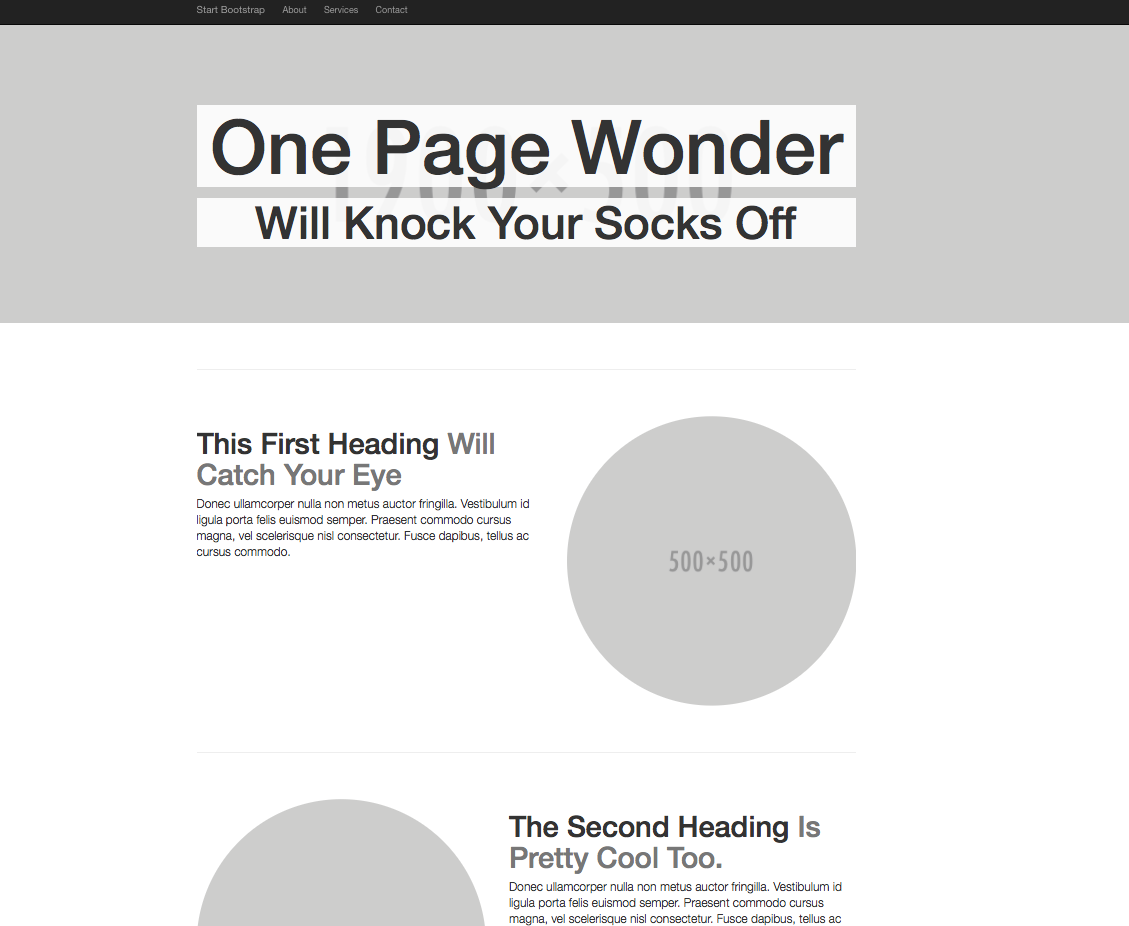 Start Bootstrap About Services Contact
One Page Wonder
1900×500
Will Knock Your Socks Off
This First Heading Will
Catch Your Eye
Donec ullamcorper nulla non metus auctor fringilla. Vestibulum id
ligula porta felis euismod semper. Praesent commodo cursus
magna, vel scelerisque nisl consectetur. Fusce dapibus, tellus ac
cursus commodo.
500×500
The Second Heading Is
Pretty Cool Too.
Donec ullamcorper nulla non metus auctor fringilla. Vestibulum id
ligula porta felis euismod semper. Praesent commodo cursus
magna, vel scelerisque nisl consectetur. Fusce dapibus, tellus ac